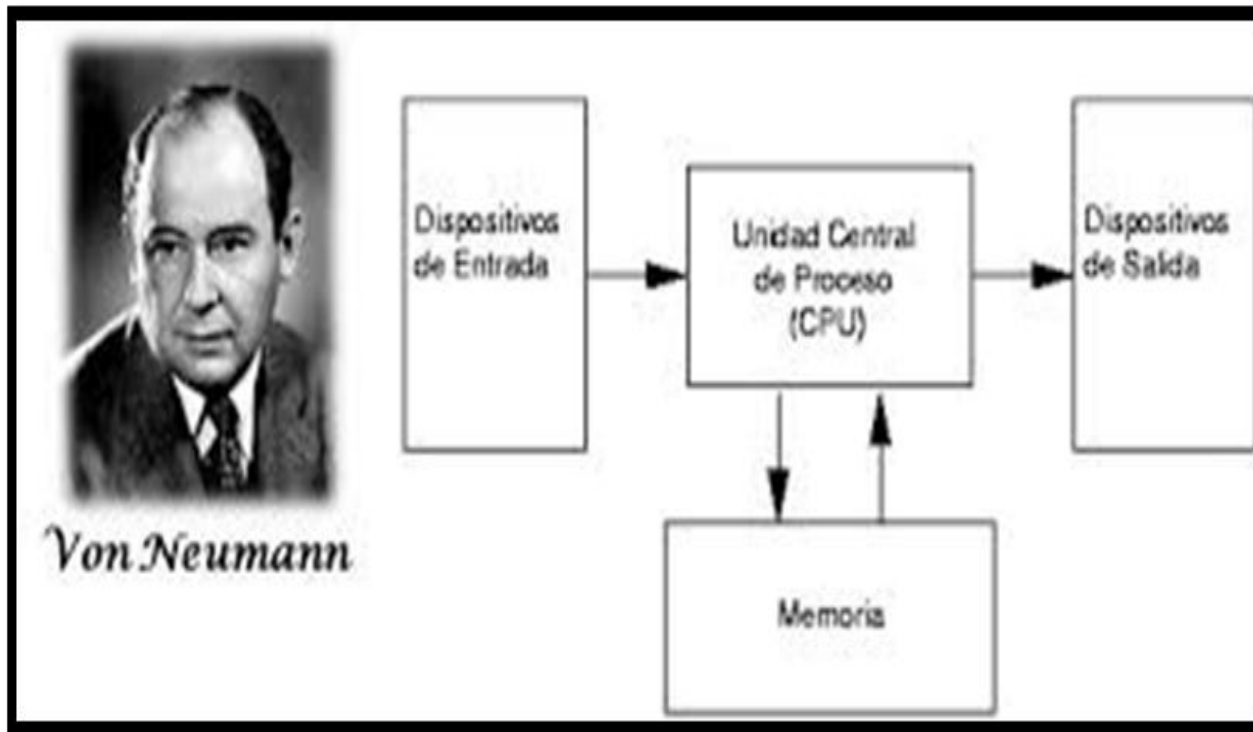 Von Neumann
Dispositivos
de Entrada
Unidad Central
de Proceso
(CPU)
Dispositivos
de Salida
Memoria